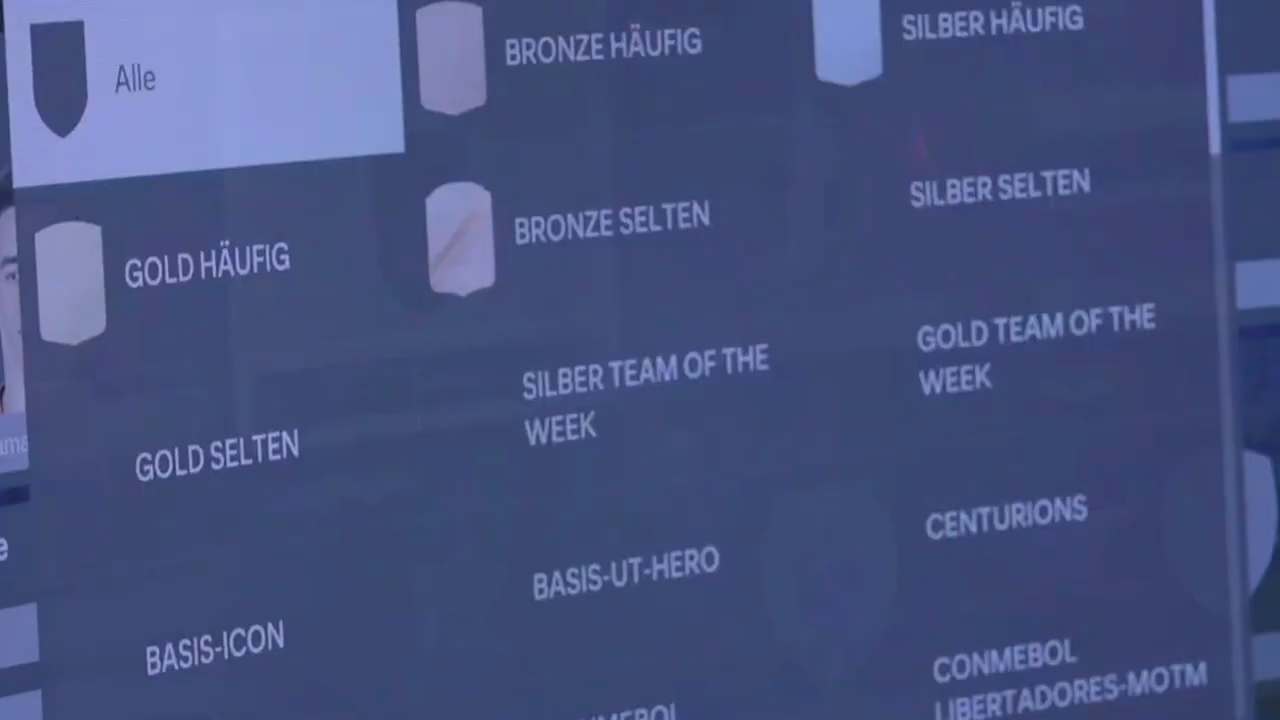 Alle
BRONZE HÄUFIG
SILBER HÄUFIG
GOLD HÄUFIG
BRONZE SELTEN
SILBER SELTEN
GOLD SELTEN
SILBER TEAM OF THE
WEEK
GOLD TEAM OF THE
WEEK
BASIS-ICON
BASIS-UT-HERO
CENTURIONS
CONMEBOL
LIBERTADORES-MOTM